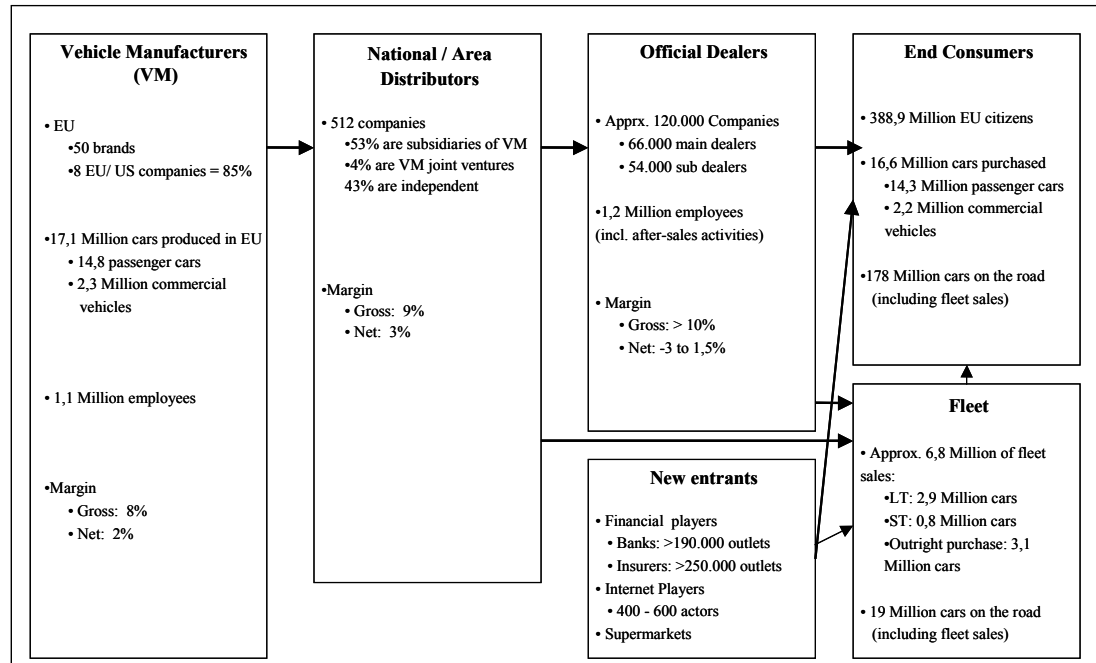 Vehicle Manufacturers
(VM)
• EU
• 50 brands
• 8 EU/ US companies = 85%
•17,1 Million cars produced in EU
• 14,8 passenger cars
• 2,3 Million commercial
vehicles
• 1,1 Million employees
•Margin
• Gross: 8%
• Net: 2%
National / Area
Distributors
• 512 companies
• 53% are subsidiaries of VM
• 4% are VM joint ventures
43% are independent
•Margin
• Gross: 9%
• Net: 3%
Official Dealers
• Apprx. 120.000 Companies
• 66.000 main dealers
• 54.000 sub dealers
•1,2 Million employees
(incl. after-sales activities)
• Margin
• Gross: > 10%
• Net: -3 to 1,5%
New entrants
• Financial players
• Banks: >190.000 outlets
• Insurers: >250.000 outlets
• Internet Players
• 400 - 600 actors
• Supermarkets
End Consumers
• 388,9 Million EU citizens
• 16,6 Million cars purchased
• 14,3 Million passenger cars
• 2,2 Million commercial
vehicles
• 178 Million cars on the road
(including fleet sales)
Fleet
• Approx. 6,8 Million of fleet
sales:
•LT: 2,9 Million cars
•ST: 0,8 Million cars
•Outright purchase: 3,1
Million cars
• 19 Million cars on the road
(including fleet sales)